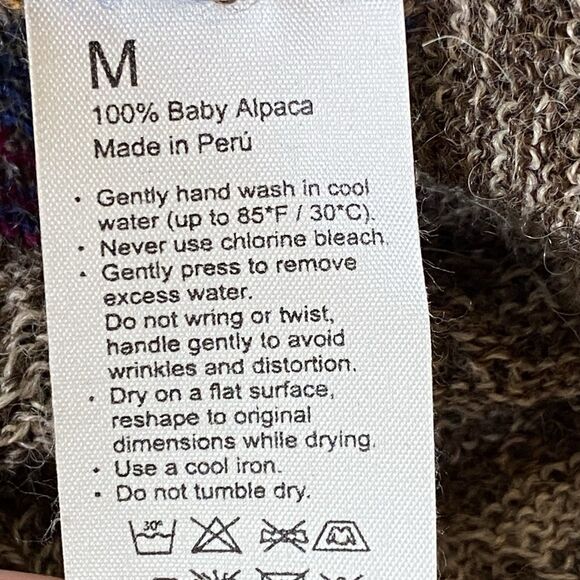 M
100% Baby Alpaca
Made in Perú
• Gently hand wash in cool
water (up to 85*F / 30*C).
• Never use chlorine bleach.
• Gently press to remove
excess water.
Do not wring or twist,
handle gently to avoid
wrinkles and distortion.
• Dry on a flat surface,
reshape to original
dimensions while drying.
• Use a cool iron.
• Do not tumble dry.
30°